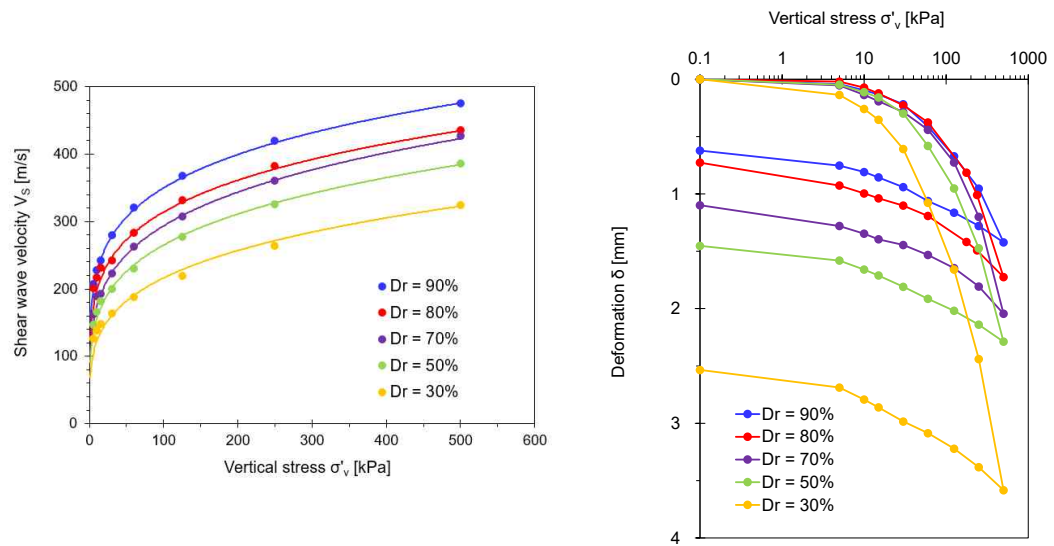 Shear wave velocity V_S [m/s]
500
400
300
200
100
0
0 100 200 300 400 500 600
Vertical stress σ'_v [kPa]
Dr = 90%
Dr = 80%
Dr = 70%
Dr = 50%
Dr = 30%
Vertical stress σ'_v [kPa]
0.1 1 10 100 1000
Deformation δ [mm]
0
1
2
3
4
Dr = 90%
Dr = 80%
Dr = 70%
Dr = 50%
Dr = 30%